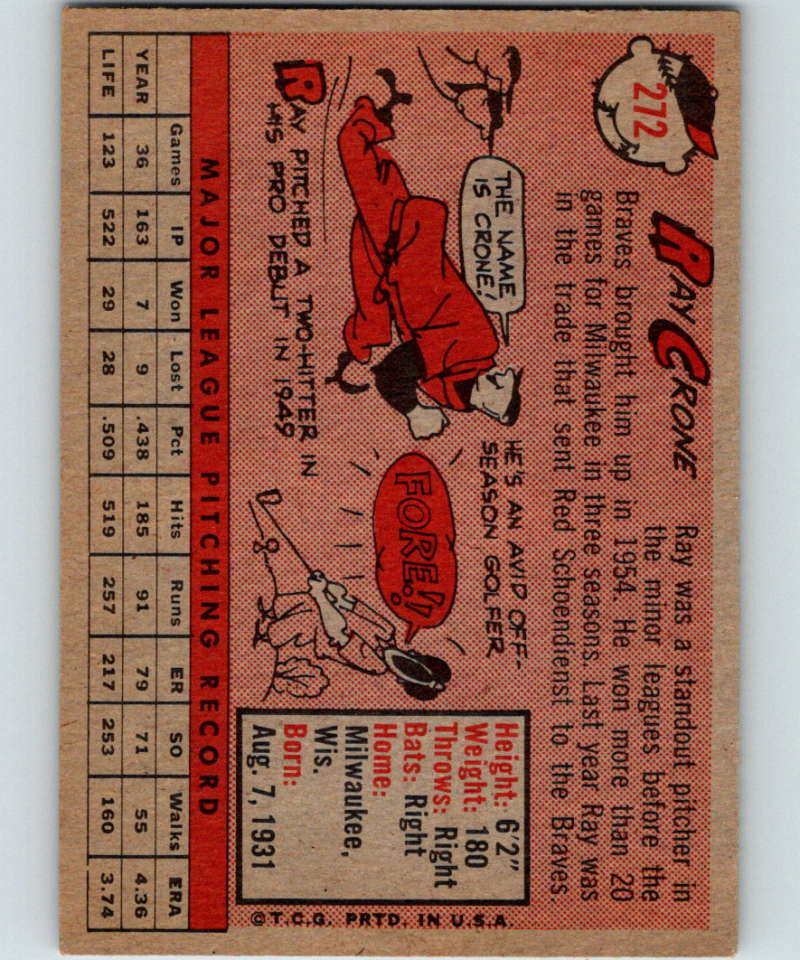 272
RAY CRONE
Ray was a standout pitcher in
the minor leagues before the
Braves brought him up in 1954. He won more than 20
games for Milwaukee in three seasons. Last year Ray was
in the trade that sent Red Schoendienst to the Braves.
THE NAME
IS CRONE!
RAY PITCHED A TWO-HITTER IN
HIS PRO DEBUT IN 1949
HE'S AN AVID OFF-
SEASON GOLFER
FORE!!
Height: 6'2"
Weight: 180
Throws: Right
Bats: Right
Home:
Milwaukee,
Wis.
Born:
Aug. 7, 1931
©T.C.G. PRTD. IN U.S.A.
MAJOR LEAGUE PITCHING RECORD
Games IP Won Lost Pct Hits Runs ER SO Walks ERA
YEAR 36 163 7 9 .438 185 91 79 71 55 4.36
LIFE 123 522 29 28 .509 519 257 217 253 160 3.74